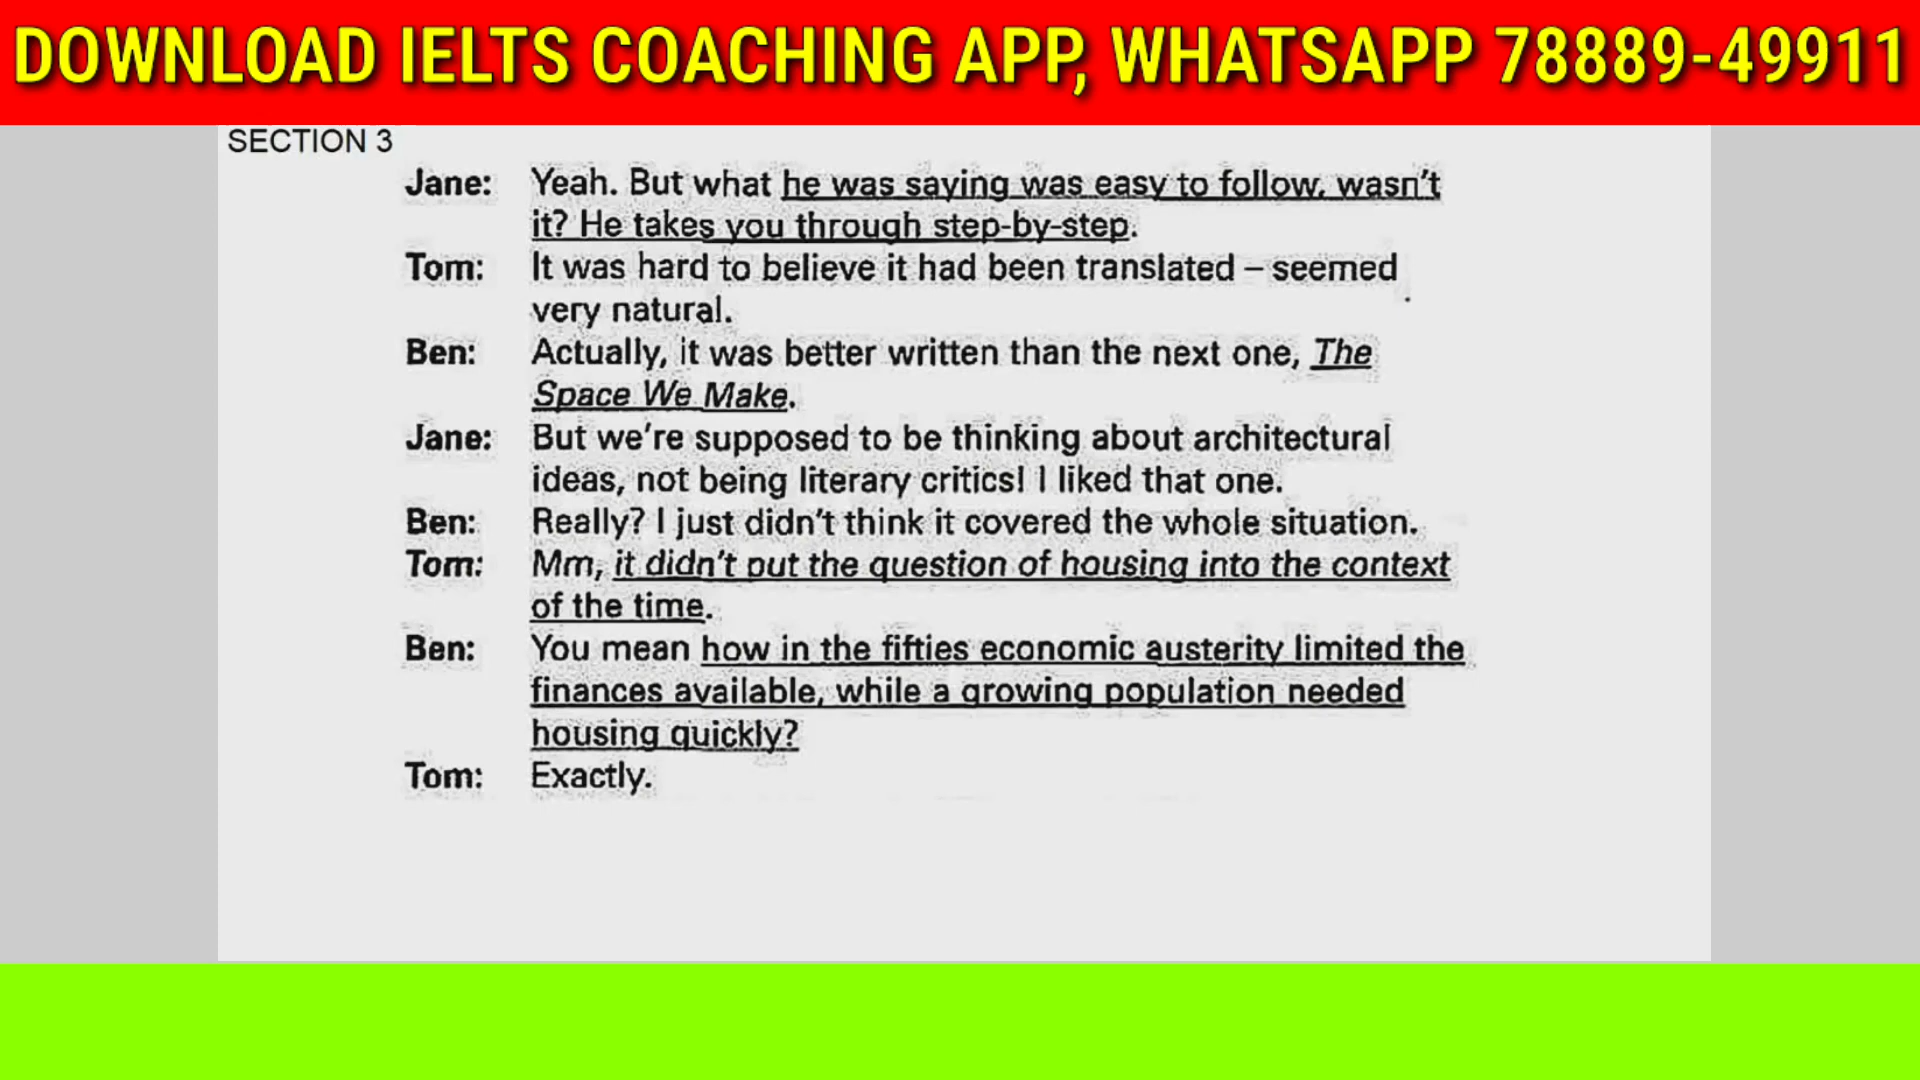 DOWNLOAD IELTS COACHING APP, WHATSAPP 78889-49911
SECTION 3
Jane: Yeah. But what he was saying was easy to follow, wasn't
it? He takes you through step-by-step.
Tom: It was hard to believe it had been translated – seemed
very natural.
Ben: Actually, it was better written than the next one, The
Space We Make.
Jane: But we're supposed to be thinking about architectural
ideas, not being literary critics! I liked that one.
Ben: Really? I just didn't think it covered the whole situation.
Tom: Mm, it didn't put the question of housing into the context
of the time.
Ben: You mean how in the fifties economic austerity limited the
finances available, while a growing population needed
housing quickly?
Tom: Exactly.